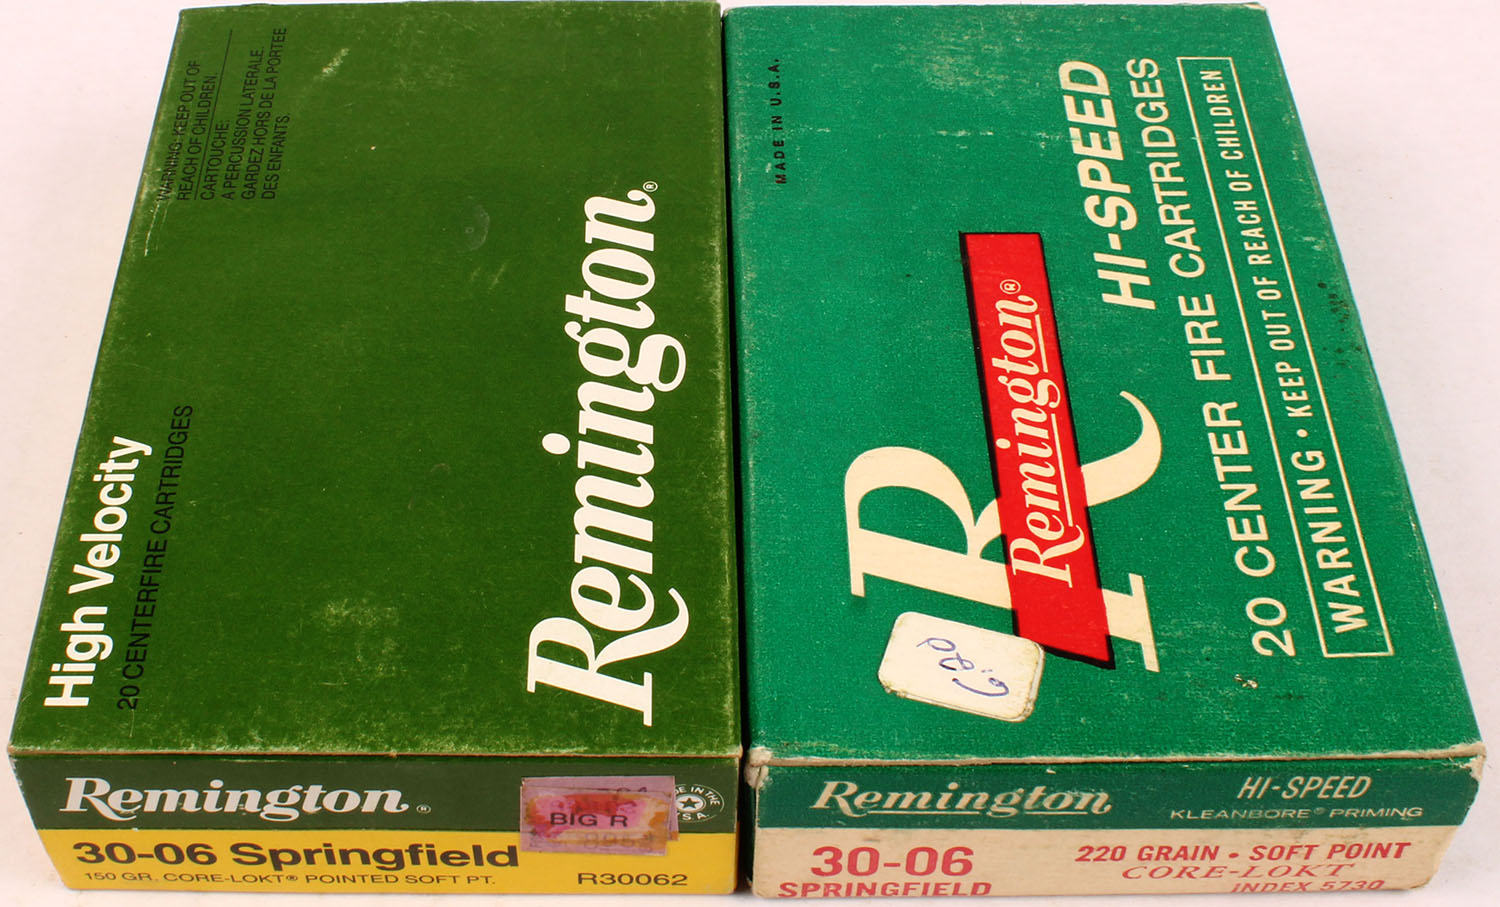 WARNING: KEEP OUT OF
REACH OF CHILDREN.
CARTOUCHE:
A PERCUSSION LATERALE.
GARDEZ HORS DE LA PORTEE
DES ENFANTS.
High Velocity
20 CENTERFIRE CARTRIDGES
Remington®
Remington®
BIG R
30-06 Springfield
150 GR. CORE-LOKT® POINTED SOFT PT.
R30062
MADE IN U.S.A.
R
Remington®
HI-SPEED
20 CENTER FIRE CARTRIDGES
WARNING • KEEP OUT OF REACH OF CHILDREN
Remington
HI-SPEED
KLEANBORE® PRIMING
30-06
SPRINGFIELD
220 GRAIN • SOFT POINT
CORE-LOKT
INDEX 5730